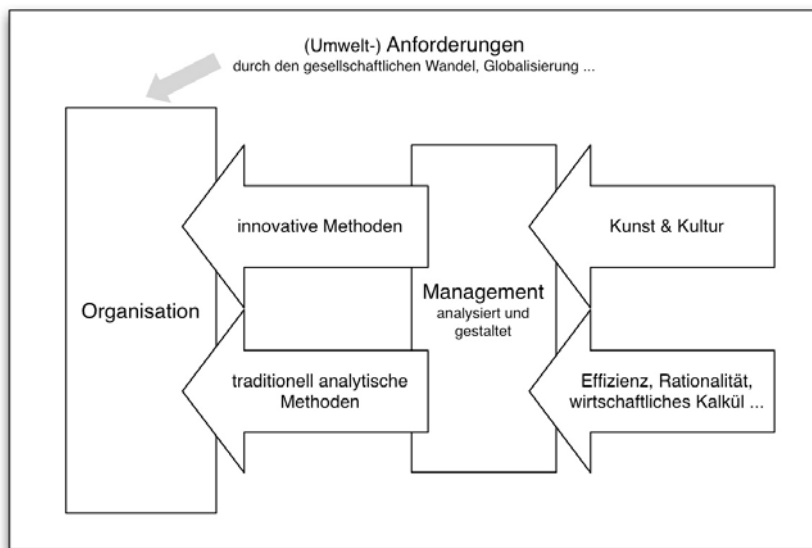 (Umwelt-) Anforderungen
durch den gesellschaftlichen Wandel, Globalisierung ...
innovative Methoden
Kunst & Kultur
Organisation
Management
analysiert und
gestaltet
traditionell analytische
Methoden
Effizienz, Rationalität,
wirtschaftliches Kalkül ...